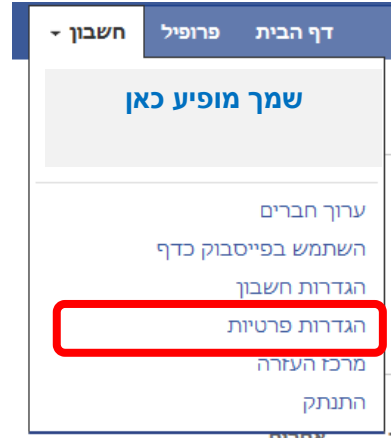 דף הבית פרופיל חשבון
שמך מופיע כאן
ערוך חברים
השתמש בפייסבוק כדף
הגדרות חשבון
הגדרות פרטיות
מרכז העזרה
התנתק